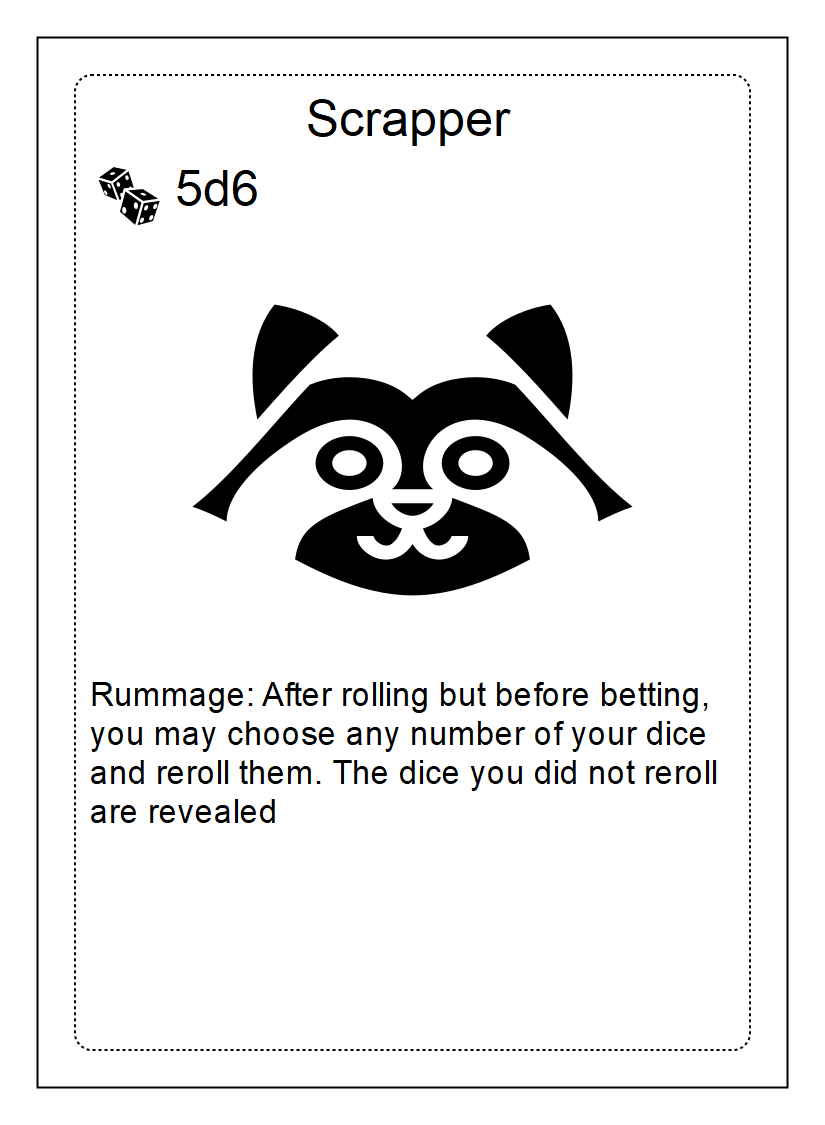 Scrapper
5d6
Rummage: After rolling but before betting,
you may choose any number of your dice
and reroll them. The dice you did not reroll
are revealed